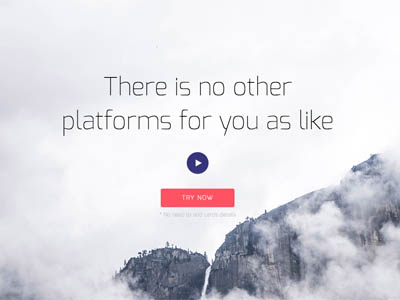 There is no other
platforms for you as like
TRY NOW
* No need to add cards details